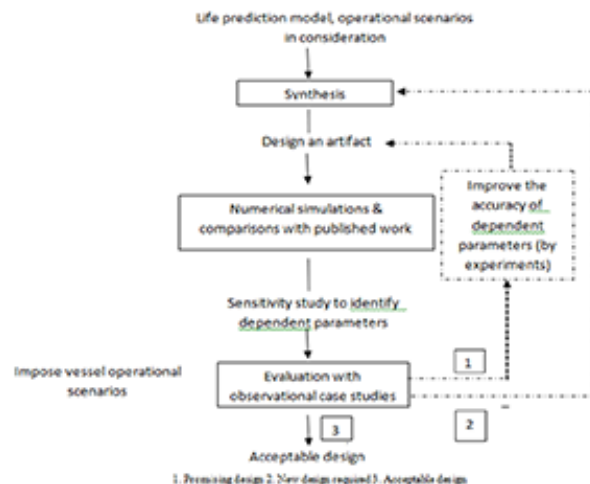 Life prediction model, operational scenarios
in consideration
Synthesis
Design an artifact
Improve the
accuracy of
dependent
parameters (by
experiments)
Numerical simulations &
comparisons with published work
Sensitivity study to identify
dependent parameters
Impose vessel operational
scenarios
Evaluation with
observational case studies
1
2
3
Acceptable design
1. Promising design 2. New design required 3. Acceptable design